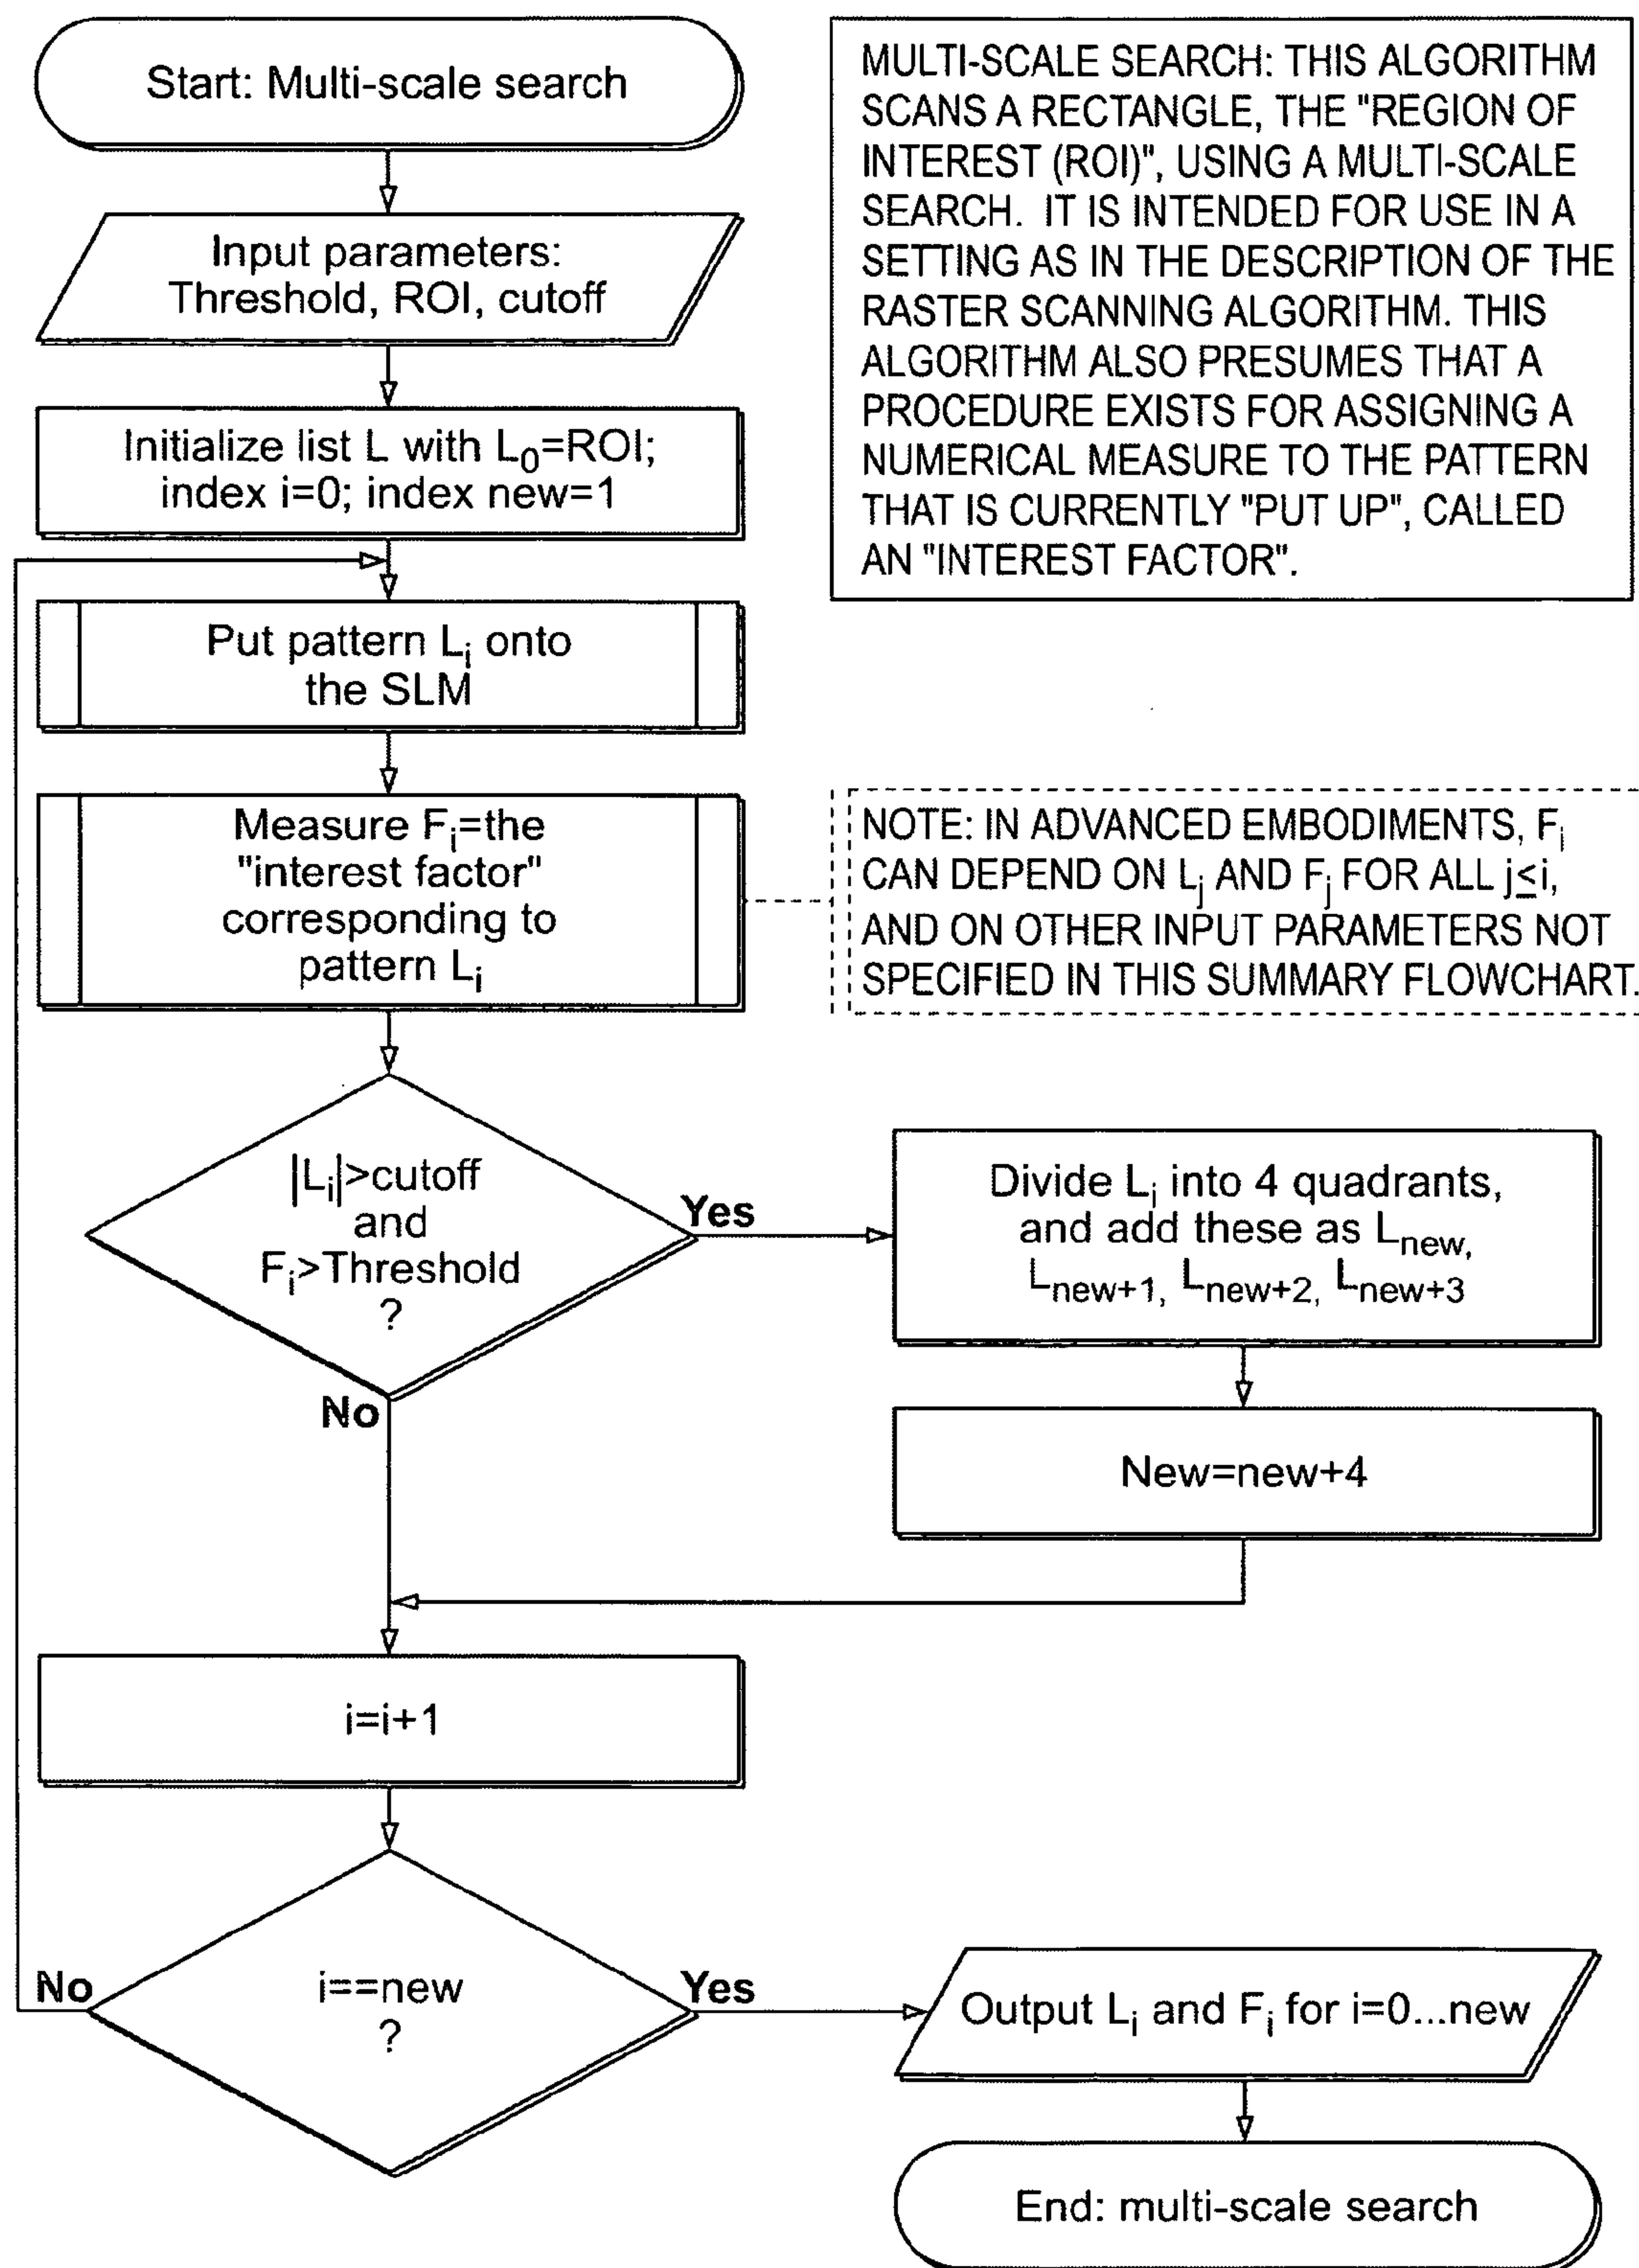 Start: Multi-scale search
Input parameters:
Threshold, ROI, cutoff
Initialize list L with L₀=ROI;
index i=0; index new=1
Put pattern Lᵢ onto
the SLM
Measure Fᵢ=the
"interest factor"
corresponding to
pattern Lᵢ
|Lᵢ|>cutoff
and
Fᵢ>Threshold
?
Yes
No
Divide Lᵢ into 4 quadrants,
and add these as L_new,
L_new+1, L_new+2, L_new+3
New=new+4
i=i+1
i==new
?
No
Yes
Output Lᵢ and Fᵢ for i=0...new
End: multi-scale search
MULTI-SCALE SEARCH: THIS ALGORITHM
SCANS A RECTANGLE, THE "REGION OF
INTEREST (ROI)", USING A MULTI-SCALE
SEARCH. IT IS INTENDED FOR USE IN A
SETTING AS IN THE DESCRIPTION OF THE
RASTER SCANNING ALGORITHM. THIS
ALGORITHM ALSO PRESUMES THAT A
PROCEDURE EXISTS FOR ASSIGNING A
NUMERICAL MEASURE TO THE PATTERN
THAT IS CURRENTLY "PUT UP", CALLED
AN "INTEREST FACTOR".
NOTE: IN ADVANCED EMBODIMENTS, Fᵢ
CAN DEPEND ON Lⱼ AND Fⱼ FOR ALL j≤i,
AND ON OTHER INPUT PARAMETERS NOT
SPECIFIED IN THIS SUMMARY FLOWCHART.